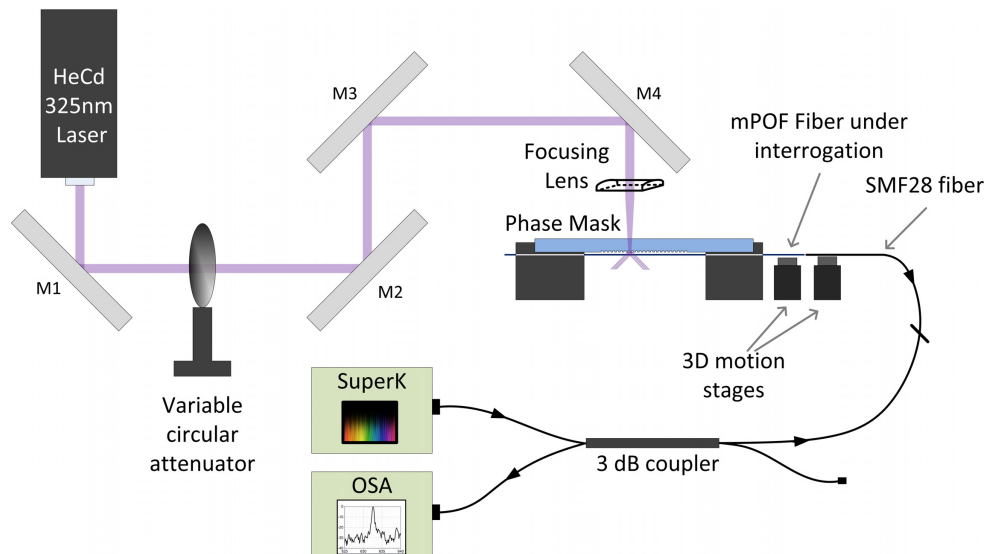 HeCd
325nm
Laser
M1
Variable
circular
attenuator
M2
M3
M4
Focusing
Lens
Phase Mask
mPOF Fiber under
interrogation
SMF28 fiber
3D motion
stages
SuperK
3 dB coupler
OSA